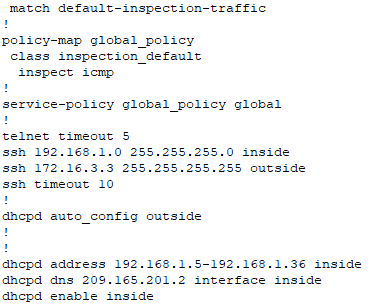 match default-inspection-traffic
!
policy-map global_policy
class inspection_default
inspect icmp
!
service-policy global_policy global
!
telnet timeout 5
ssh 192.168.1.0 255.255.255.0 inside
ssh 172.16.3.3 255.255.255.255 outside
ssh timeout 10
!
dhcpd auto_config outside
!
!
dhcpd address 192.168.1.5-192.168.1.36 inside
dhcpd dns 209.165.201.2 interface inside
dhcpd enable inside